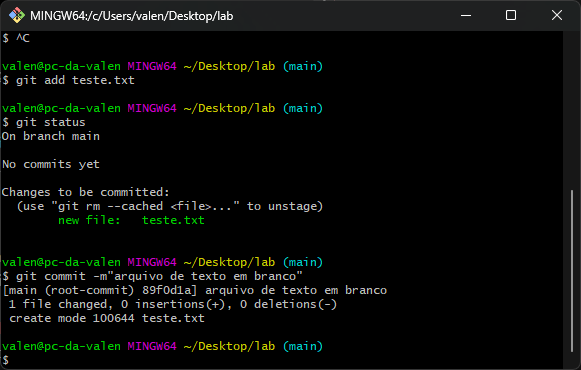 MINGW64:/c/Users/valen/Desktop/lab
$ ^C
valen@pc-da-valen MINGW64 ~/Desktop/lab (main)
$ git add teste.txt
valen@pc-da-valen MINGW64 ~/Desktop/lab (main)
$ git status
On branch main
No commits yet
Changes to be committed:
  (use "git rm --cached <file>..." to unstage)
        new file:   teste.txt
valen@pc-da-valen MINGW64 ~/Desktop/lab (main)
$ git commit -m"arquivo de texto em branco"
[main (root-commit) 89f0d1a] arquivo de texto em branco
 1 file changed, 0 insertions(+), 0 deletions(-)
 create mode 100644 teste.txt
valen@pc-da-valen MINGW64 ~/Desktop/lab (main)
$